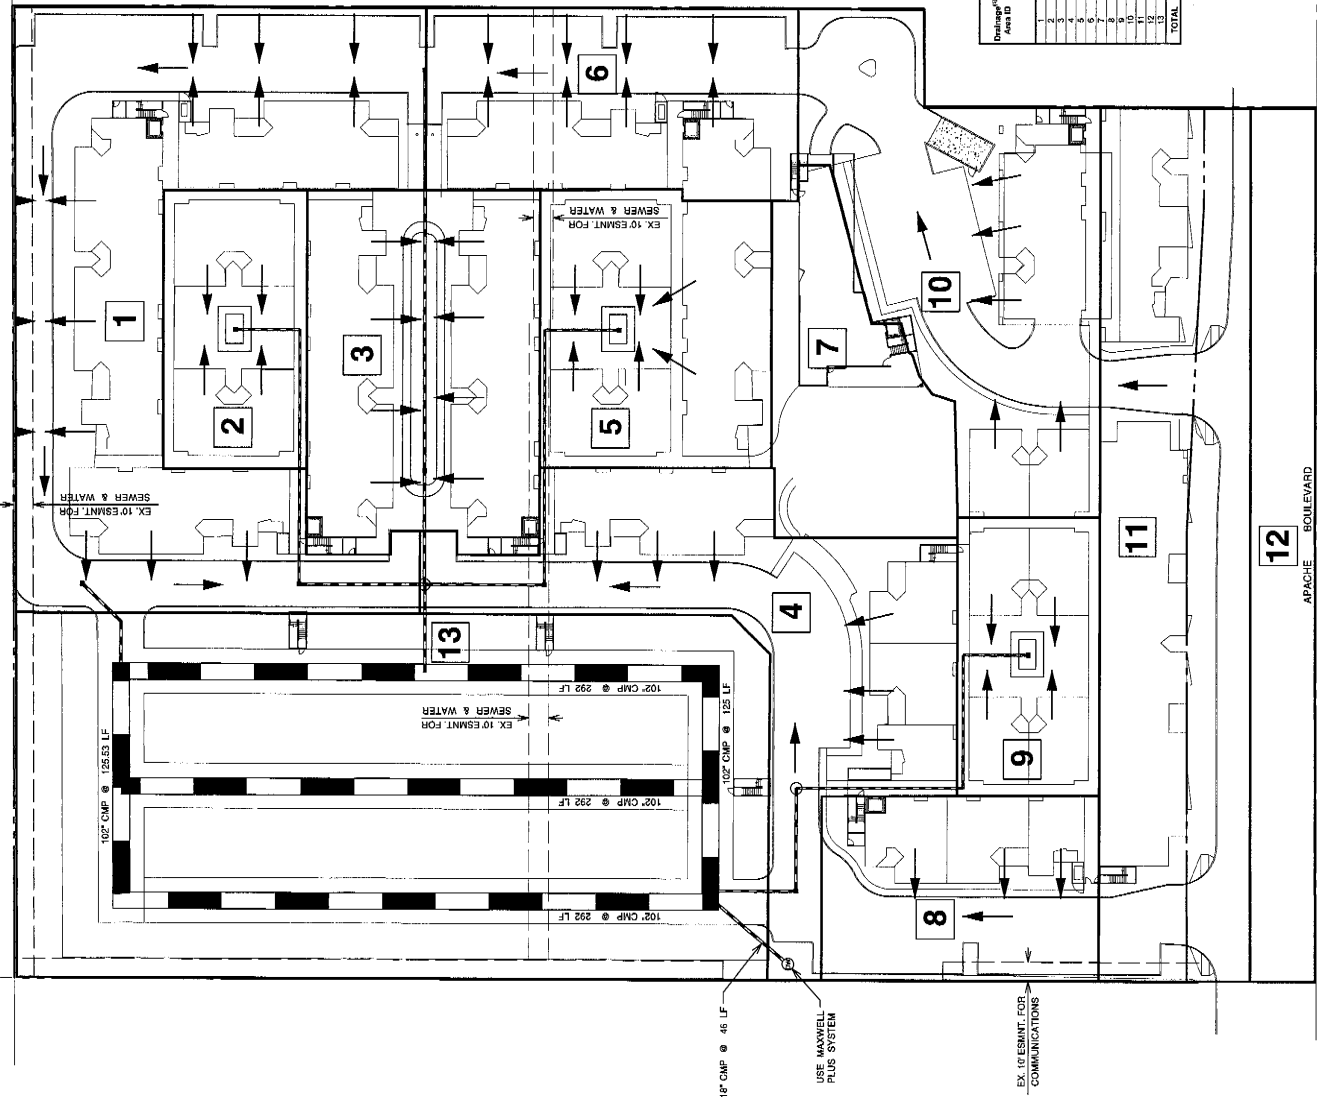 Drainage
Area ID
1
2
3
4
5
6
7
8
9
10
11
12
13
TOTAL
6
1
2
3
5
7
10
4
13
9
8
11
12
APACHE BOULEVARD
EX. 10' ESMNT. FOR
SEWER & WATER
EX. 10' ESMNT. FOR
SEWER & WATER
EX. 10' ESMNT. FOR
SEWER & WATER
102" CMP @ 292 LF
102" CMP @ 292 LF
102" CMP @ 292 LF
102" CMP @ 125.53 LF
102" CMP @ 125 LF
18" CMP @ 46 LF
USE MAXWELL
PLUS SYSTEM
EX. 10' ESMNT. FOR
COMMUNICATIONS